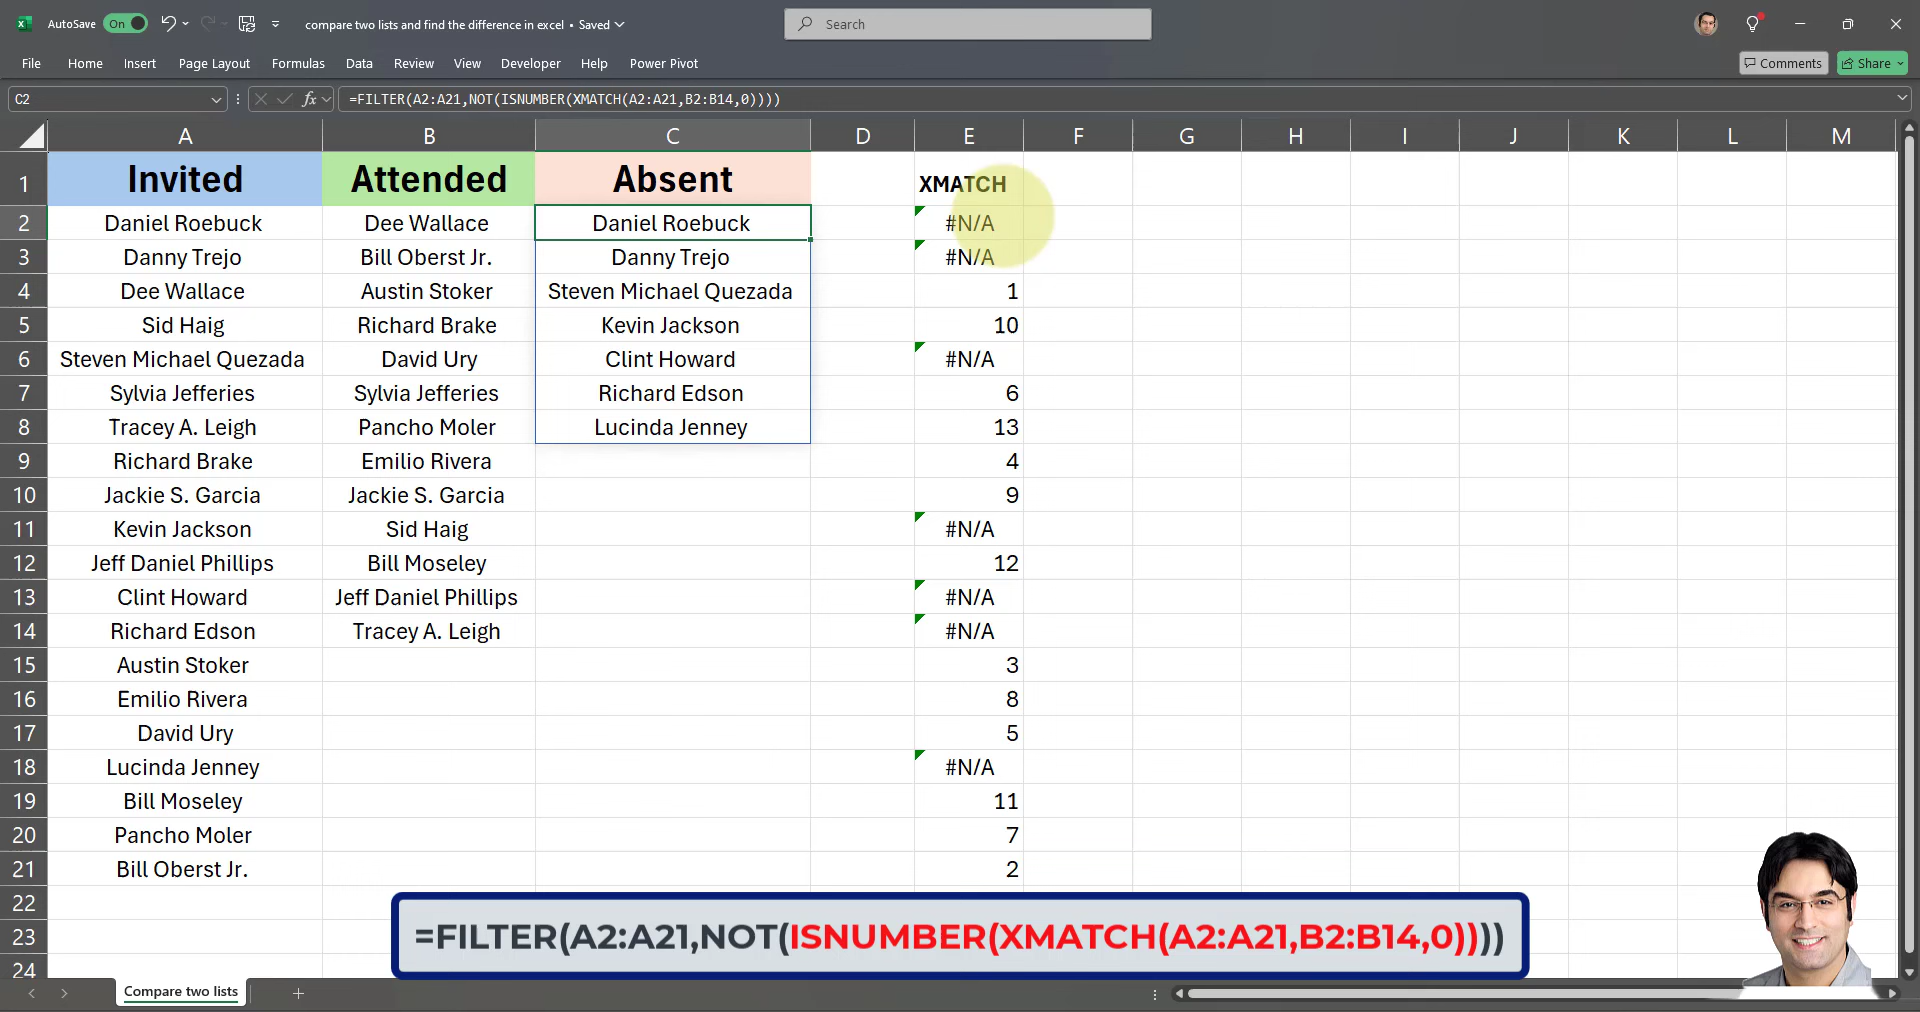 AutoSave On compare two lists and find the difference in excel • Saved Search
File Home Insert Page Layout Formulas Data Review View Developer Help Power Pivot Comments Share
C2 fx =FILTER(A2:A21,NOT(ISNUMBER(XMATCH(A2:A21,B2:B14,0))))
A B C D E F G H I J K L M
1 Invited Attended Absent XMATCH
2 Daniel Roebuck Dee Wallace Daniel Roebuck #N/A
3 Danny Trejo Bill Oberst Jr. Danny Trejo #N/A
4 Dee Wallace Austin Stoker Steven Michael Quezada 1
5 Sid Haig Richard Brake Kevin Jackson 10
6 Steven Michael Quezada David Ury Clint Howard #N/A
7 Sylvia Jefferies Sylvia Jefferies Richard Edson 6
8 Tracey A. Leigh Pancho Moler Lucinda Jenney 13
9 Richard Brake Emilio Rivera 4
10 Jackie S. Garcia Jackie S. Garcia 9
11 Kevin Jackson Sid Haig #N/A
12 Jeff Daniel Phillips Bill Moseley 12
13 Clint Howard Jeff Daniel Phillips #N/A
14 Richard Edson Tracey A. Leigh #N/A
15 Austin Stoker 3
16 Emilio Rivera 8
17 David Ury 5
18 Lucinda Jenney #N/A
19 Bill Moseley 11
20 Pancho Moler 7
21 Bill Oberst Jr. 2
22
23 =FILTER(A2:A21,NOT(ISNUMBER(XMATCH(A2:A21,B2:B14,0))))
24
Compare two lists